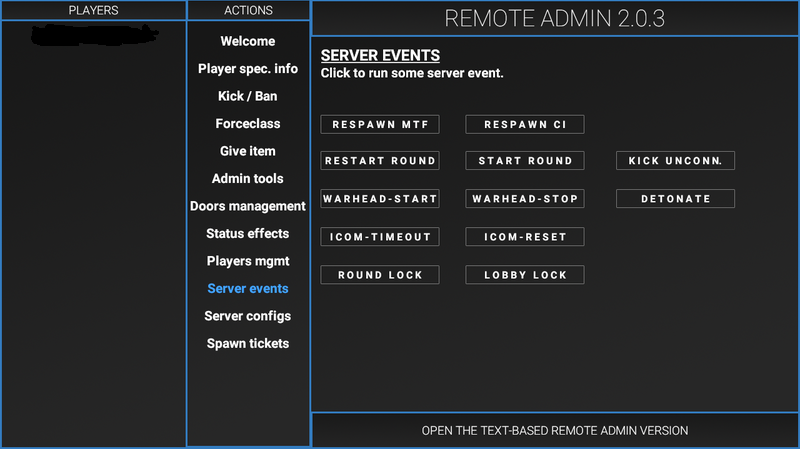 PLAYERS
ACTIONS
Welcome
Player spec. info
Kick / Ban
Forceclass
Give item
Admin tools
Doors management
Status effects
Players mgmt
Server events
Server configs
Spawn tickets
REMOTE ADMIN 2.0.3
SERVER EVENTS
Click to run some server event.
RESPAWN MTF
RESPAWN CI
RESTART ROUND
START ROUND
KICK UNCONN.
WARHEAD-START
WARHEAD-STOP
DETONATE
ICOM-TIMEOUT
ICOM-RESET
ROUND LOCK
LOBBY LOCK
OPEN THE TEXT-BASED REMOTE ADMIN VERSION